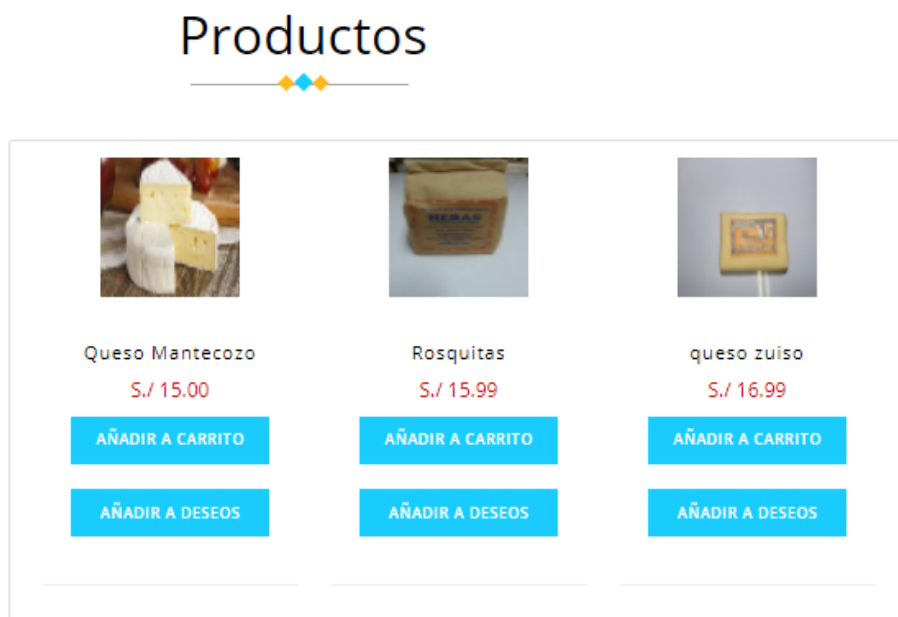 Productos
HERAS
Queso Mantecozo
Rosquitas
queso zuiso
S./ 15.00
S./ 15.99
S./ 16.99
AÑADIR A CARRITO
AÑADIR A CARRITO
AÑADIR A CARRITO
AÑADIR A DESEOS
AÑADIR A DESEOS
AÑADIR A DESEOS